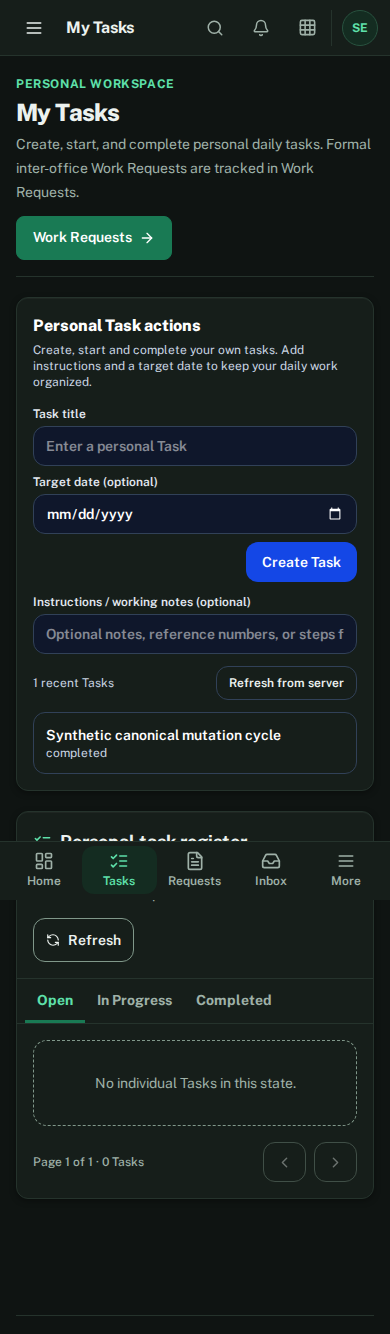 My Tasks
SE
PERSONAL WORKSPACE
My Tasks
Create, start, and complete personal daily tasks. Formal
inter-office Work Requests are tracked in Work
Requests.
Work Requests
Personal Task actions
Create, start and complete your own tasks. Add
instructions and a target date to keep your daily work
organized.
Task title
Enter a personal Task
Target date (optional)
mm/dd/yyyy
Create Task
Instructions / working notes (optional)
Optional notes, reference numbers, or steps f
1 recent Tasks
Refresh from server
Synthetic canonical mutation cycle
completed
Personal task register
Home
Tasks
Requests
Inbox
More
Refresh
Open
In Progress
Completed
No individual Tasks in this state.
Page 1 of 1 · 0 Tasks